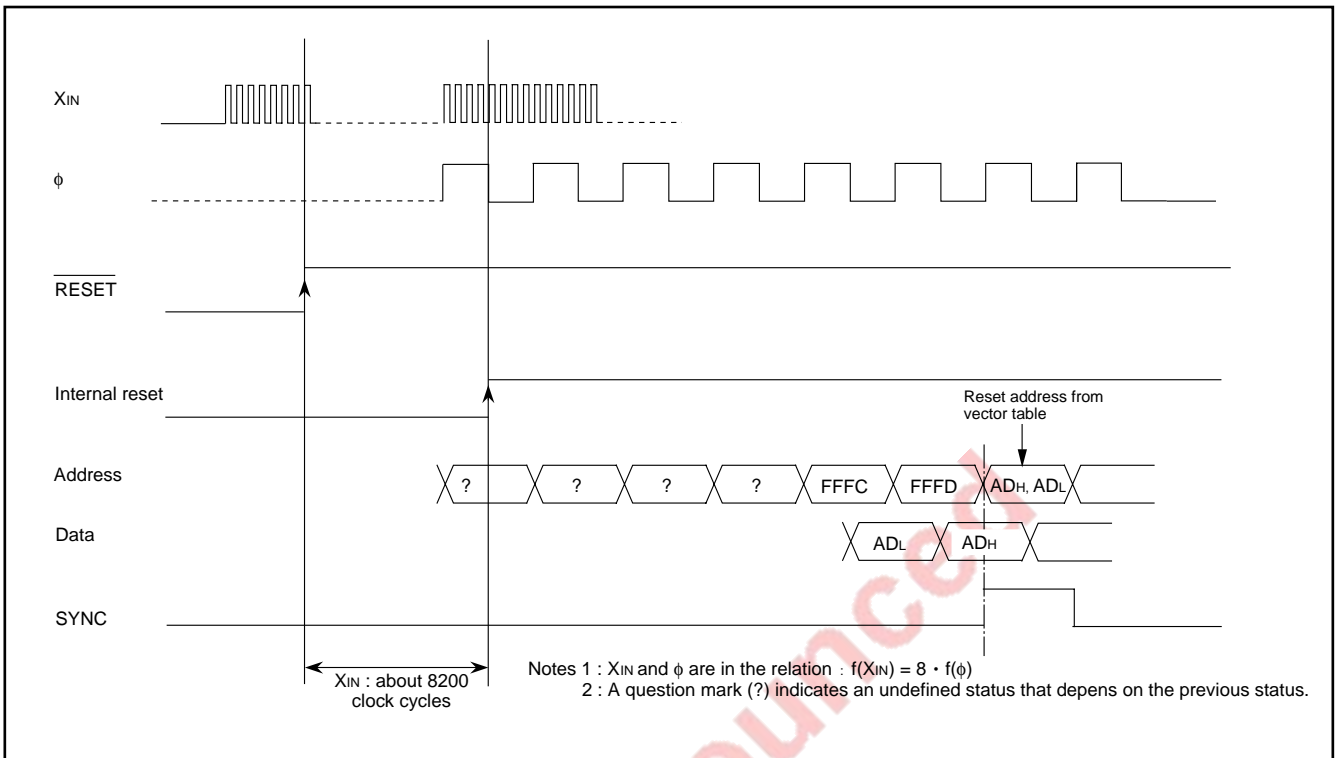 XIN
ϕ
RESET
Internal reset
Reset address from
vector table
Address
? ? ? ? FFFC FFFD ADH, ADL
Data
ADL ADH
SYNC
XIN : about 8200
clock cycles
Notes 1 : XIN and ϕ are in the relation : f(XIN) = 8 · f(ϕ)
2 : A question mark (?) indicates an undefined status that depens on the previous status.
ounced